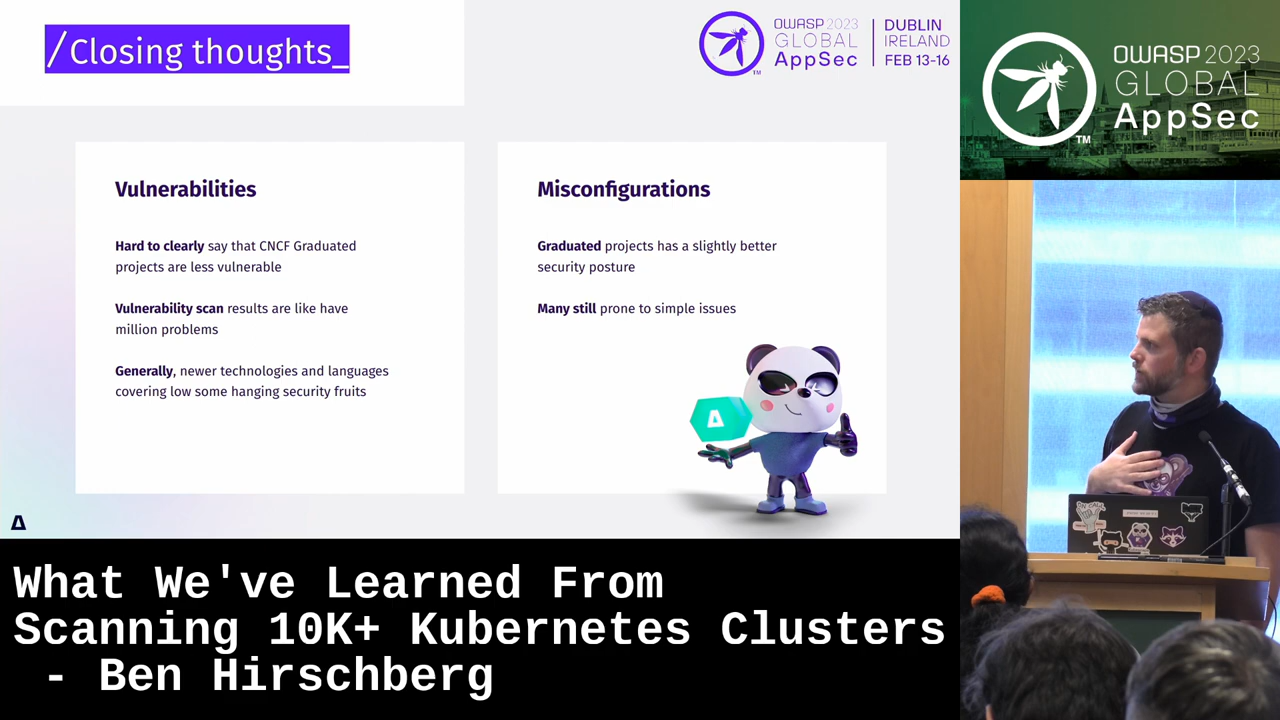 /Closing thoughts_
OWASP 2023
GLOBAL
AppSec
TM
DUBLIN
IRELAND
FEB 13-16
Vulnerabilities
Hard to clearly say that CNCF Graduated
projects are less vulnerable
Vulnerability scan results are like have
million problems
Generally, newer technologies and languages
covering low some hanging security fruits
Misconfigurations
Graduated projects has a slightly better
security posture
Many still prone to simple issues
OWASP 2023
GLOBAL
AppSec
TM
What We've Learned From
Scanning 10K+ Kubernetes Clusters
- Ben Hirschberg